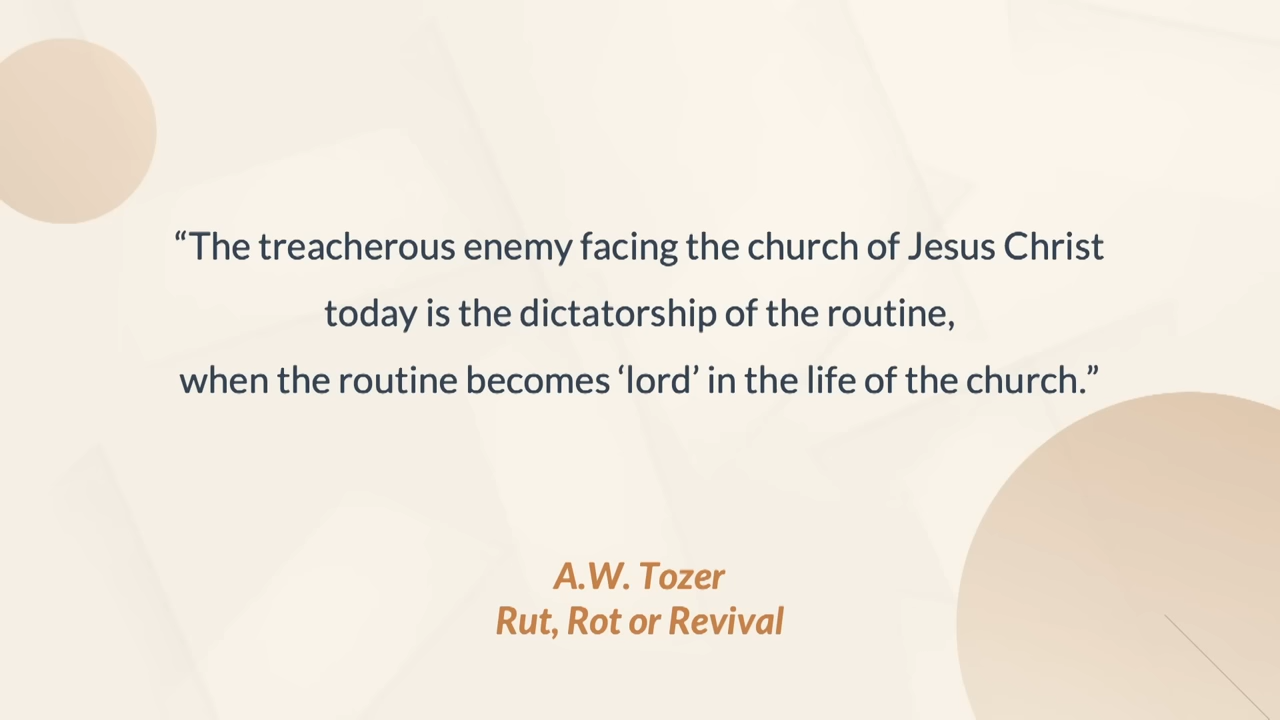 “The treacherous enemy facing the church of Jesus Christ
today is the dictatorship of the routine,
when the routine becomes ‘lord’ in the life of the church.”
A.W. Tozer
Rut, Rot or Revival